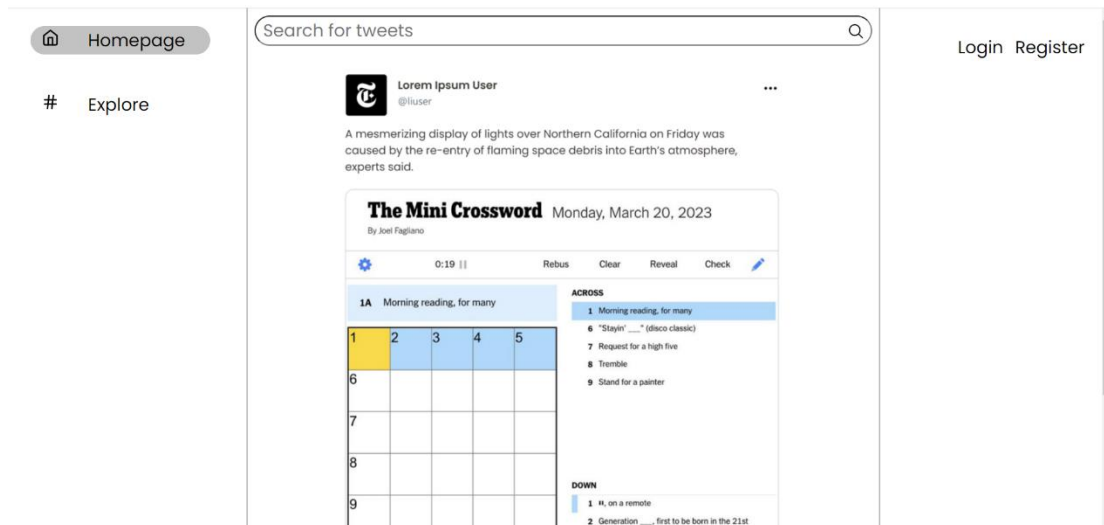 Homepage
Explore
Search for tweets
Login Register
Lorem Ipsum User
@liuser
A mesmerizing display of lights over Northern California on Friday was
caused by the re-entry of flaming space debris into Earth's atmosphere,
experts said.
The Mini Crossword Monday, March 20, 2023
By Joel Fagliano
0:19 Rebus Clear Reveal Check
1A Morning reading, for many
1 2 3 4 5
6
7
8
9
ACROSS
1 Morning reading, for many
6 "Stayin' ___" (disco classic)
7 Request for a high five
8 Tremble
9 Stand for a painter
DOWN
1 ⏸, on a remote
2 Generation ___, first to be born in the 21st